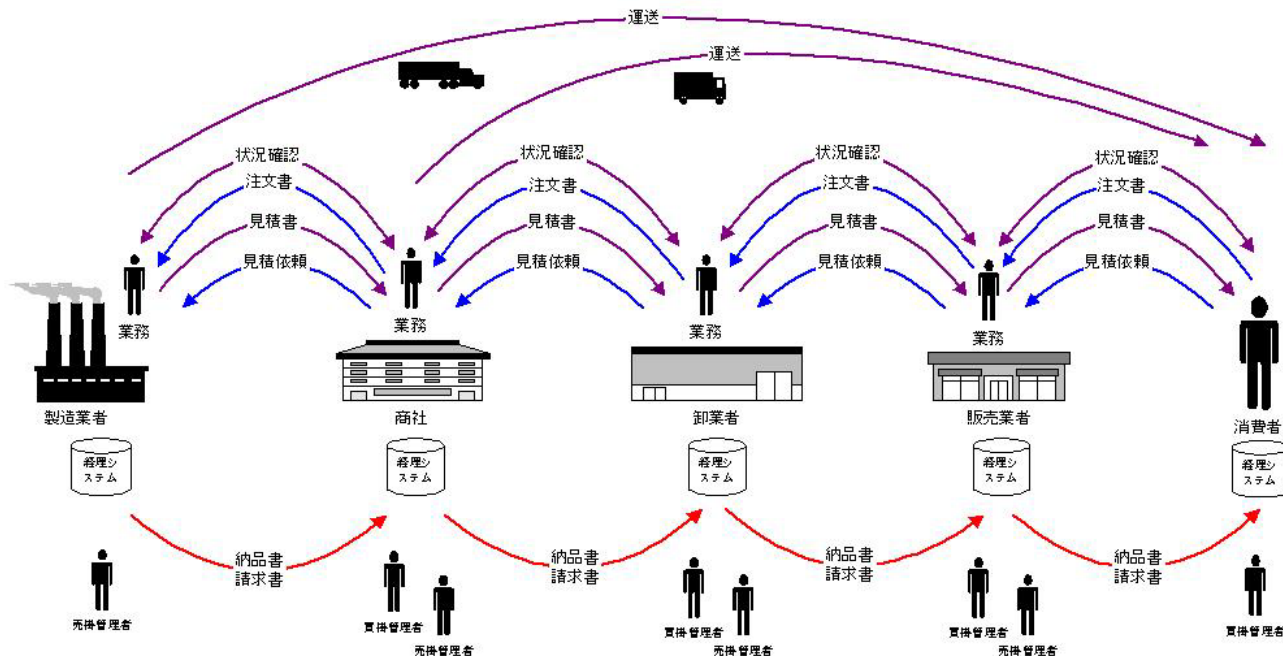 運送
運送
状況確認
状況確認
状況確認
状況確認
注文書
注文書
注文書
注文書
見積書
見積書
見積書
見積書
見積依頼
見積依頼
見積依頼
見積依頼
業務
業務
業務
業務
製造業者
商社
卸業者
販売業者
消費者
経理シ
ステム
経理シ
ステム
経理シ
ステム
経理シ
ステム
経理シ
ステム
納品書
請求書
納品書
請求書
納品書
請求書
納品書
請求書
売掛管理者
買掛管理者
売掛管理者
買掛管理者
売掛管理者
買掛管理者
売掛管理者
買掛管理者